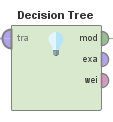 Decision Tree
tra mod
exa
wei